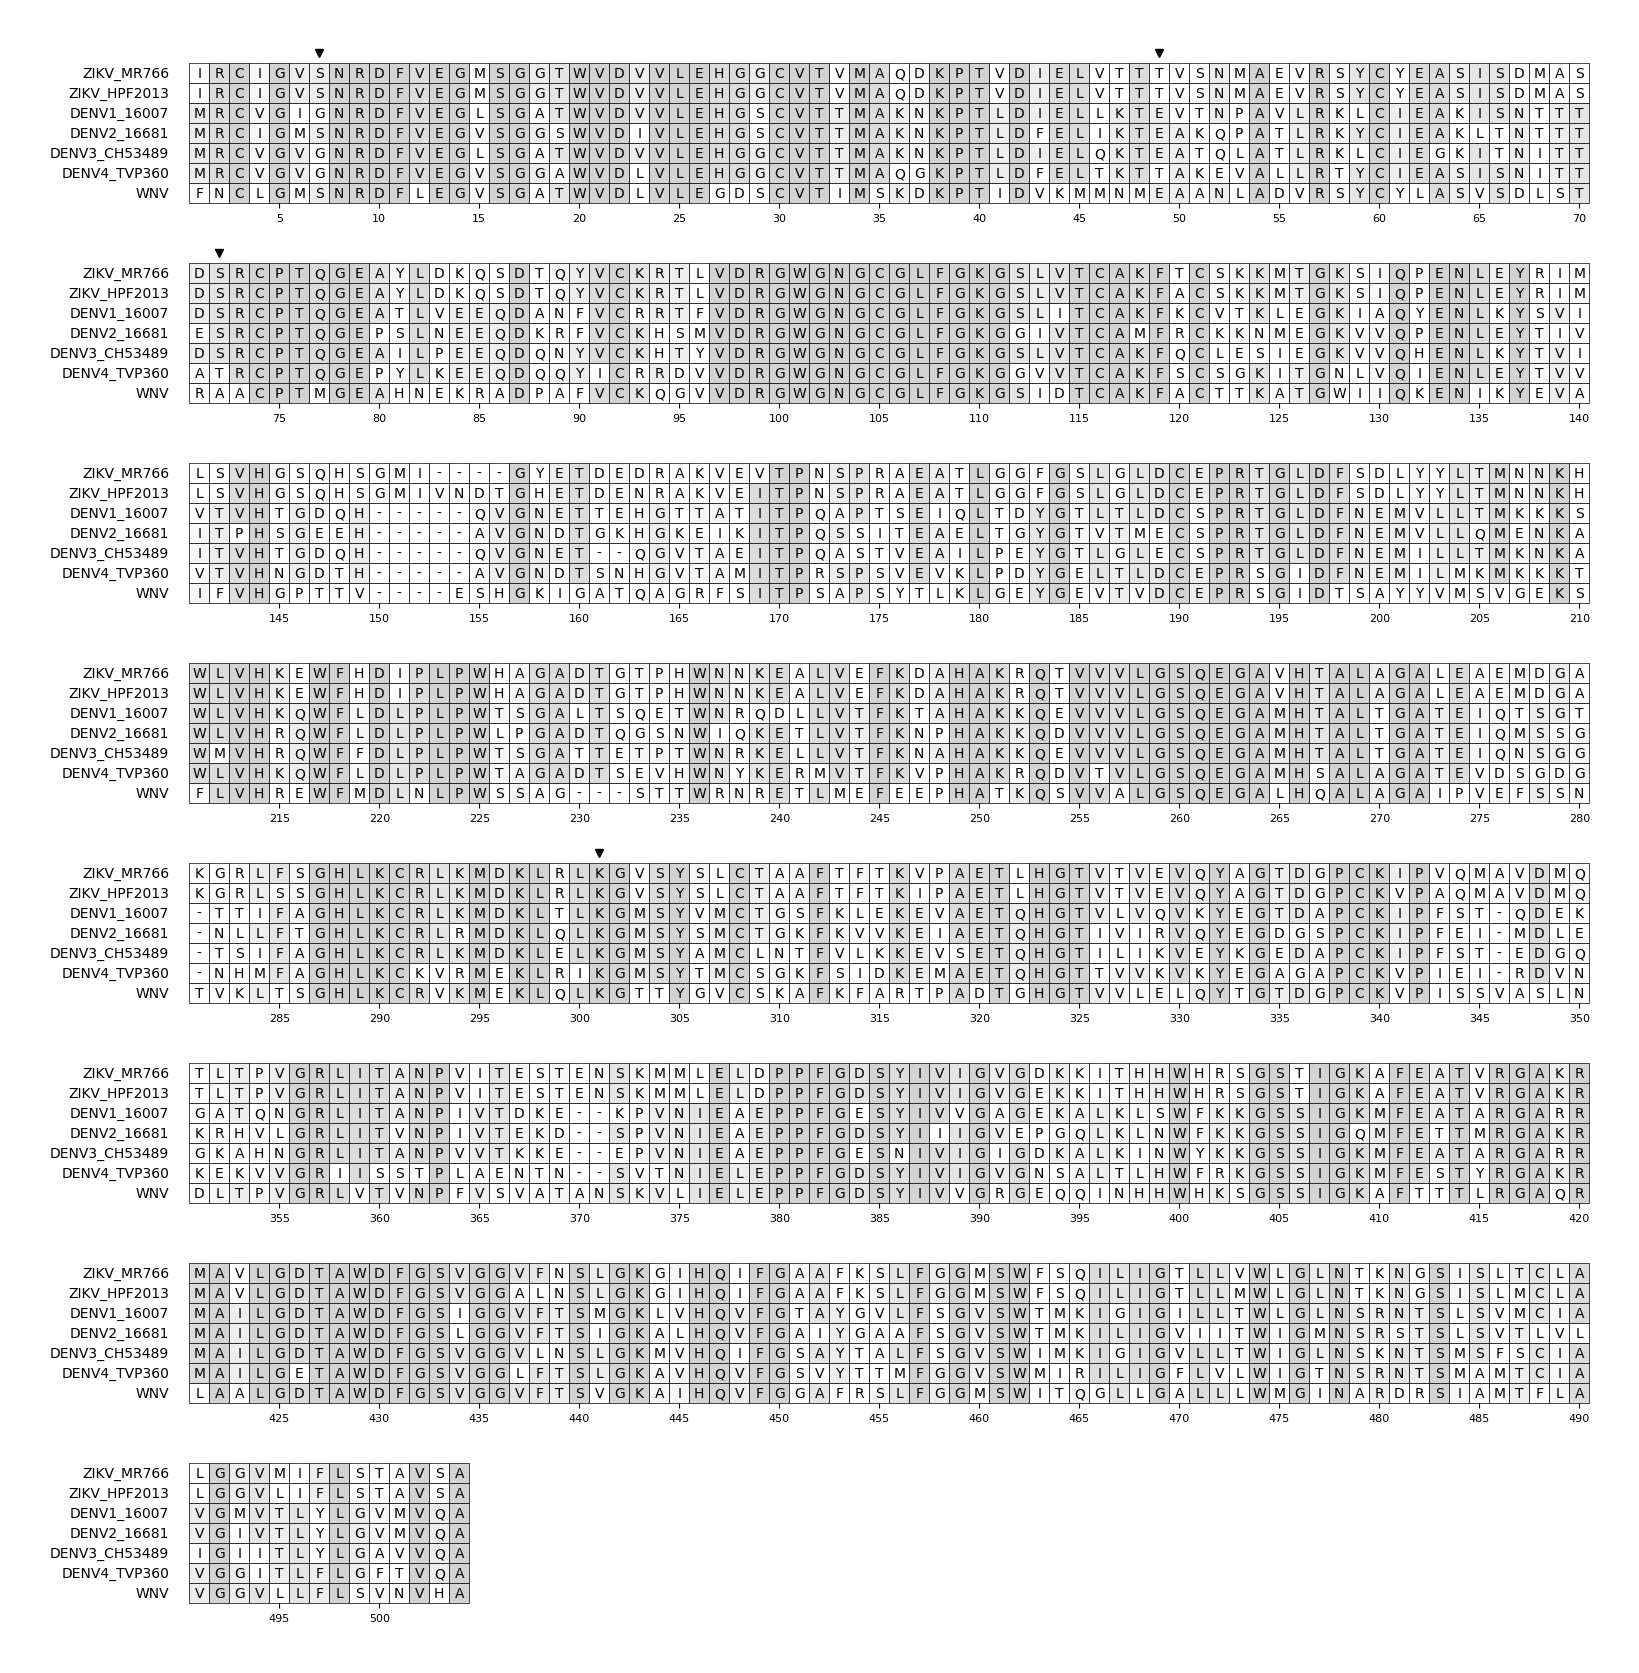 ZIKV_MR766 I R C I G V S N R D F V E G M S G G T W V D V V L E H G G C V T V M A Q D K P T V D I E L V T T T V S N M A E V R S Y C Y E A S I S D M A S
ZIKV_HPF2013 I R C I G V S N R D F V E G M S G G T W V D V V L E H G G C V T V M A Q D K P T V D I E L V T T T V S N M A E V R S Y C Y E A S I S D M A S
DENV1_16007 M R C V G I G N R D F V E G L S G A T W V D V V L E H G S C V T T M A K N K P T L D I E L L K T E V T N P A V L R K L C I E A K I S N T T T
DENV2_16681 M R C I G M S N R D F V E G V S G G S W V D I V L E H G S C V T T M A K N K P T L D F E L I K T E A K Q P A T L R K Y C I E A K L T N T T T
DENV3_CH53489 M R C V G V G N R D F V E G L S G A T W V D V V L E H G G C V T T M A K N K P T L D I E L Q K T E A T Q L A T L R K L C I E G K I T N I T T
DENV4_TVP360 M R C V G V G N R D F V E G V S G G A W V D L V L E H G G C V T T M A Q G K P T L D F E L T K T T A K E V A L L R T Y C I E A S I S N I T T
WNV F N C L G M S N R D F L E G V S G A T W V D L V L E G D S C V T I M S K D K P T I D V K M M N M E A A N L A D V R S Y C Y L A S V S D L S T
5 10 15 20 25 30 35 40 45 50 55 60 65 70
ZIKV_MR766 D S R C P T Q G E A Y L D K Q S D T Q Y V C K R T L V D R G W G N G C G L F G K G S L V T C A K F T C S K K M T G K S I Q P E N L E Y R I M
ZIKV_HPF2013 D S R C P T Q G E A Y L D K Q S D T Q Y V C K R T L V D R G W G N G C G L F G K G S L V T C A K F A C S K K M T G K S I Q P E N L E Y R I M
DENV1_16007 D S R C P T Q G E A T L V E E Q D A N F V C R R T F V D R G W G N G C G L F G K G S L I T C A K F K C V T K L E G K I A Q Y E N L K Y S V I
DENV2_16681 E S R C P T Q G E P S L N E E Q D K R F V C K H S M V D R G W G N G C G L F G K G G I V T C A M F R C K K N M E G K V V Q P E N L E Y T I V
DENV3_CH53489 D S R C P T Q G E A I L P E E Q D Q N Y V C K H T Y V D R G W G N G C G L F G K G S L V T C A K F Q C L E S I E G K V V Q H E N L K Y T V I
DENV4_TVP360 A T R C P T Q G E P Y L K E E Q D Q Q Y I C R R D V V D R G W G N G C G L F G K G G V V T C A K F S C S G K I T G N L V Q I E N L E Y T V V
WNV R A A C P T M G E A H N E K R A D P A F V C K Q G V V D R G W G N G C G L F G K G S I D T C A K F A C T T K A T G W I I Q K E N I K Y E V A
75 80 85 90 95 100 105 110 115 120 125 130 135 140
ZIKV_MR766 L S V H G S Q H S G M I - - - - G Y E T D E D R A K V E V T P N S P R A E A T L G G F G S L G L D C E P R T G L D F S D L Y Y L T M N N K H
ZIKV_HPF2013 L S V H G S Q H S G M I V N D T G H E T D E N R A K V E I T P N S P R A E A T L G G F G S L G L D C E P R T G L D F S D L Y Y L T M N N K H
DENV1_16007 V T V H T G D Q H - - - - - Q V G N E T T E H G T T A T I T P Q A P T S E I Q L T D Y G T L T L D C S P R T G L D F N E M V L L T M K K K S
DENV2_16681 I T P H S G E E H - - - - - A V G N D T G K H G K E I K I T P Q S S I T E A E L T G Y G T V T M E C S P R T G L D F N E M V L L Q M E N K A
DENV3_CH53489 I T V H T G D Q H - - - - - Q V G N E T - - Q G V T A E I T P Q A S T V E A I L P E Y G T L G L E C S P R T G L D F N E M I L L T M K N K A
DENV4_TVP360 V T V H N G D T H - - - - - A V G N D T S N H G V T A M I T P R S P S V E V K L P D Y G E L T L D C E P R S G I D F N E M I L M K M K K K T
WNV I F V H G P T T V - - - - E S H G K I G A T Q A G R F S I T P S A P S Y T L K L G E Y G E V T V D C E P R S G I D T S A Y Y V M S V G E K S
145 150 155 160 165 170 175 180 185 190 195 200 205 210
ZIKV_MR766 W L V H K E W F H D I P L P W H A G A D T G T P H W N N K E A L V E F K D A H A K R Q T V V V L G S Q E G A V H T A L A G A L E A E M D G A
ZIKV_HPF2013 W L V H K E W F H D I P L P W H A G A D T G T P H W N N K E A L V E F K D A H A K R Q T V V V L G S Q E G A V H T A L A G A L E A E M D G A
DENV1_16007 W L V H K Q W F L D L P L P W T S G A L T S Q E T W N R Q D L L V T F K T A H A K K Q E V V V L G S Q E G A M H T A L T G A T E I Q T S G T
DENV2_16681 W L V H R Q W F L D L P L P W L P G A D T Q G S N W I Q K E T L V T F K N P H A K K Q D V V V L G S Q E G A M H T A L T G A T E I Q M S S G
DENV3_CH53489 W M V H R Q W F F D L P L P W T S G A T T E T P T W N R K E L L V T F K N A H A K K Q E V V V L G S Q E G A M H T A L T G A T E I Q N S G G
DENV4_TVP360 W L V H K Q W F L D L P L P W T A G A D T S E V H W N Y K E R M V T F K V P H A K R Q D V T V L G S Q E G A M H S A L A G A T E V D S G D G
WNV F L V H R E W F M D L N L P W S S A G - - - S T T W R N R E T L M E F E E P H A T K Q S V V A L G S Q E G A L H Q A L A G A I P V E F S S N
215 220 225 230 235 240 245 250 255 260 265 270 275 280
ZIKV_MR766 K G R L F S G H L K C R L K M D K L R L K G V S Y S L C T A A F T F T K V P A E T L H G T V T V E V Q Y A G T D G P C K I P V Q M A V D M Q
ZIKV_HPF2013 K G R L S S G H L K C R L K M D K L R L K G V S Y S L C T A A F T F T K I P A E T L H G T V T V E V Q Y A G T D G P C K V P A Q M A V D M Q
DENV1_16007 - T T I F A G H L K C R L K M D K L T L K G M S Y V M C T G S F K L E K E V A E T Q H G T V L V Q V K Y E G T D A P C K I P F S T - Q D E K
DENV2_16681 - N L L F T G H L K C R L R M D K L Q L K G M S Y S M C T G K F K V V K E I A E T Q H G T I V I R V Q Y E G D G S P C K I P F E I - M D L E
DENV3_CH53489 - T S I F A G H L K C R L K M D K L E L K G M S Y A M C L N T F V L K K E V S E T Q H G T I L I K V E Y K G E D A P C K I P F S T - E D G Q
DENV4_TVP360 - N H M F A G H L K C K V R M E K L R I K G M S Y T M C S G K F S I D K E M A E T Q H G T T V V K V K Y E G A G A P C K V P I E I - R D V N
WNV T V K L T S G H L K C R V K M E K L Q L K G T T Y G V C S K A F K F A R T P A D T G H G T V V L E L Q Y T G T D G P C K V P I S S V A S L N
285 290 295 300 305 310 315 320 325 330 335 340 345 350
ZIKV_MR766 T L T P V G R L I T A N P V I T E S T E N S K M M L E L D P P F G D S Y I V I G V G D K K I T H H W H R S G S T I G K A F E A T V R G A K R
ZIKV_HPF2013 T L T P V G R L I T A N P V I T E S T E N S K M M L E L D P P F G D S Y I V I G V G E K K I T H H W H R S G S T I G K A F E A T V R G A K R
DENV1_16007 G A T Q N G R L I T A N P I V T D K E - - K P V N I E A E P P F G E S Y I V V G A G E K A L K L S W F K K G S S I G K M F E A T A R G A R R
DENV2_16681 K R H V L G R L I T V N P I V T E K D - - S P V N I E A E P P F G D S Y I I I G V E P G Q L K L N W F K K G S S I G Q M F E T T M R G A K R
DENV3_CH53489 G K A H N G R L I T A N P V V T K K E - - E P V N I E A E P P F G E S N I V I G I G D K A L K I N W Y K K G S S I G K M F E A T A R G A R R
DENV4_TVP360 K E K V V G R I I S S T P L A E N T N - - S V T N I E L E P P F G D S Y I V I G V G N S A L T L H W F R K G S S I G K M F E S T Y R G A K R
WNV D L T P V G R L V T V N P F V S V A T A N S K V L I E L E P P F G D S Y I V V G R G E Q Q I N H H W H K S G S S I G K A F T T T L R G A Q R
355 360 365 370 375 380 385 390 395 400 405 410 415 420
ZIKV_MR766 M A V L G D T A W D F G S V G G V F N S L G K G I H Q I F G A A F K S L F G G M S W F S Q I L I G T L L V W L G L N T K N G S I S L T C L A
ZIKV_HPF2013 M A V L G D T A W D F G S V G G A L N S L G K G I H Q I F G A A F K S L F G G M S W F S Q I L I G T L L M W L G L N T K N G S I S L M C L A
DENV1_16007 M A I L G D T A W D F G S I G G V F T S M G K L V H Q V F G T A Y G V L F S G V S W T M K I G I G I L L T W L G L N S R N T S L S V M C I A
DENV2_16681 M A I L G D T A W D F G S L G G V F T S I G K A L H Q V F G A I Y G A A F S G V S W T M K I L I G V I I T W I G M N S R S T S L S V T L V L
DENV3_CH53489 M A I L G D T A W D F G S V G G V L N S L G K M V H Q I F G S A Y T A L F S G V S W I M K I G I G V L L T W I G L N S K N T S M S F S C I A
DENV4_TVP360 M A I L G E T A W D F G S V G G L F T S L G K A V H Q V F G S V Y T T M F G G V S W M I R I L I G F L V L W I G T N S R N T S M A M T C I A
WNV L A A L G D T A W D F G S V G G V F T S V G K A I H Q V F G G A F R S L F G G M S W I T Q G L L G A L L L W M G I N A R D R S I A M T F L A
425 430 435 440 445 450 455 460 465 470 475 480 485 490
ZIKV_MR766 L G G V M I F L S T A V S A
ZIKV_HPF2013 L G G V L I F L S T A V S A
DENV1_16007 V G M V T L Y L G V M V Q A
DENV2_16681 V G I V T L Y L G V M V Q A
DENV3_CH53489 I G I I T L Y L G A V V Q A
DENV4_TVP360 V G G I T L F L G F T V Q A
WNV V G G V L L F L S V N V H A
495 500